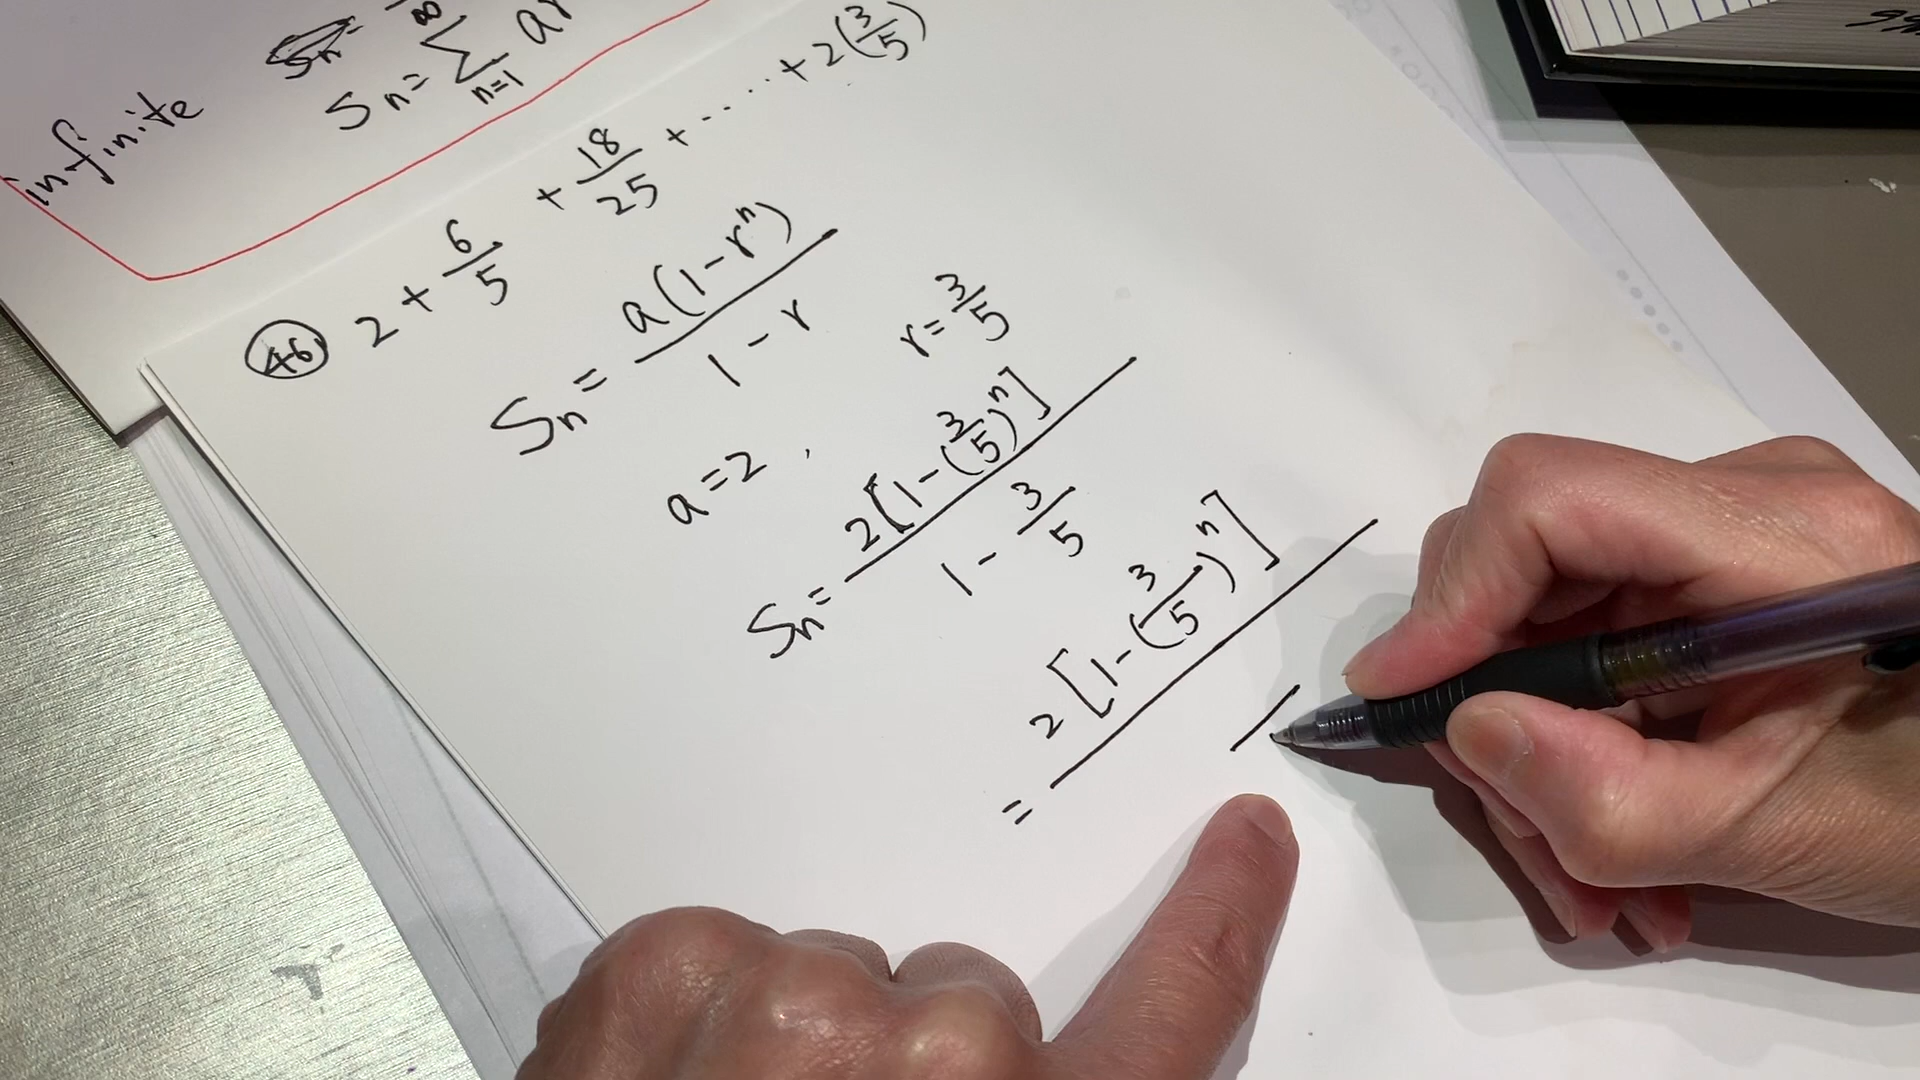 ∞
Sn = Σ ar
n=1
infinite
(46) 2 + 6/5 + 18/25 + ..... + 2(3/5)
Sn = a(1-r^n) / 1-r
a=2, r=3/5
Sn = 2[1-(3/5)^n] / 1 - 3/5
= 2[1-(3/5)^n] /